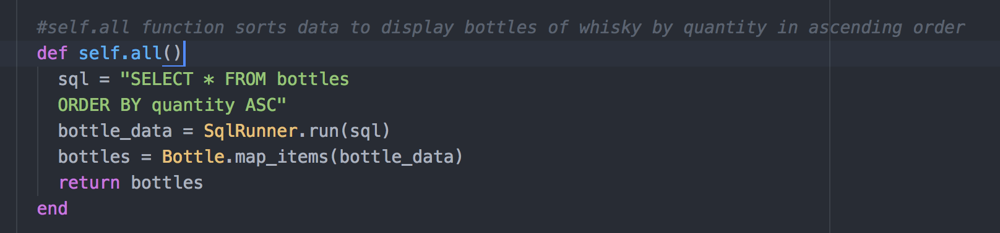 #self.all function sorts data to display bottles of whisky by quantity in ascending order
def self.all()
  sql = "SELECT * FROM bottles
  ORDER BY quantity ASC"
  bottle_data = SqlRunner.run(sql)
  bottles = Bottle.map_items(bottle_data)
  return bottles
end